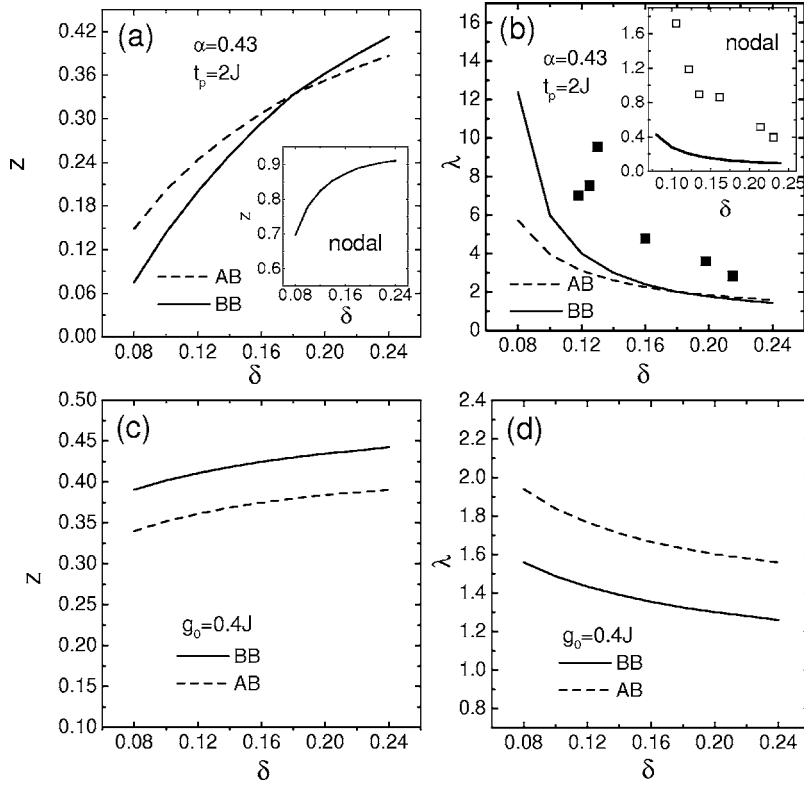 (a)
α=0.43
t_p=2J
z
0.42
0.36
0.30
0.24
0.18
0.12
0.06
0.00
0.08 0.12 0.16 0.20 0.24
δ
AB
BB
z
0.9
0.8
0.7
0.6
nodal
0.08 0.16 0.24
δ
(b)
α=0.43
t_p=2J
λ
16
14
12
10
8
6
4
2
0
0.08 0.12 0.16 0.20 0.24
δ
AB
BB
nodal
1.6
1.2
0.8
0.4
0.0
0.10 0.15 0.20 0.25
δ
(c)
z
0.50
0.45
0.40
0.35
0.30
0.25
0.20
0.15
0.10
g₀=0.4J
BB
AB
0.08 0.12 0.16 0.20 0.24
δ
(d)
λ
2.4
2.2
2.0
1.8
1.6
1.4
1.2
1.0
0.8
g₀=0.4J
BB
AB
0.08 0.12 0.16 0.20 0.24
δ